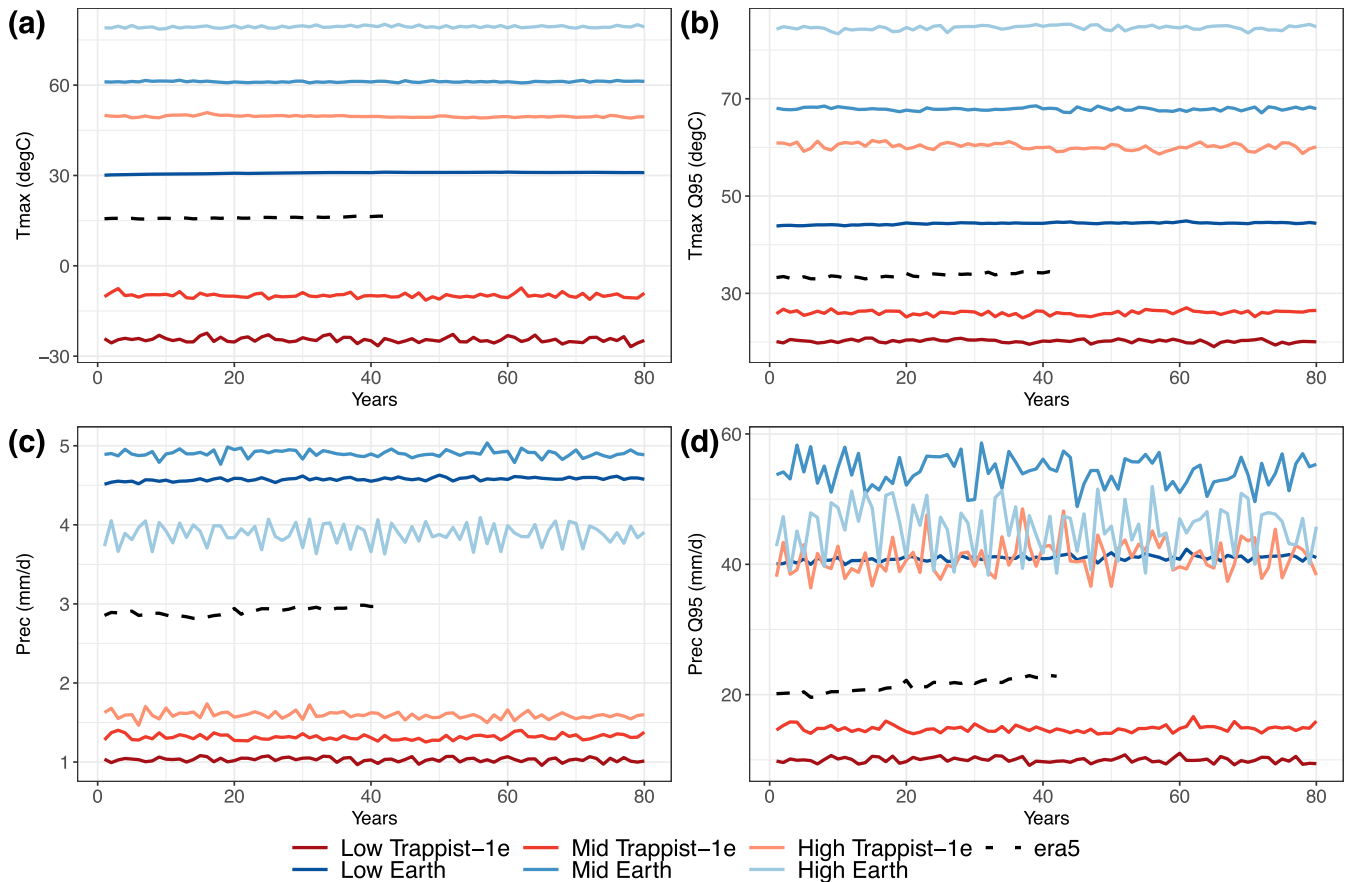 (a)
Tmax (degC)
60
30
0
−30
0 20 40 60 80
Years
(b)
Tmax Q95 (degC)
70
50
30
0 20 40 60 80
Years
(c)
Prec (mm/d)
5
4
3
2
1
0 20 40 60 80
Years
(d)
Prec Q95 (mm/d)
60
40
20
0 20 40 60 80
Years
Low Trappist−1e Mid Trappist−1e High Trappist−1e era5
Low Earth Mid Earth High Earth